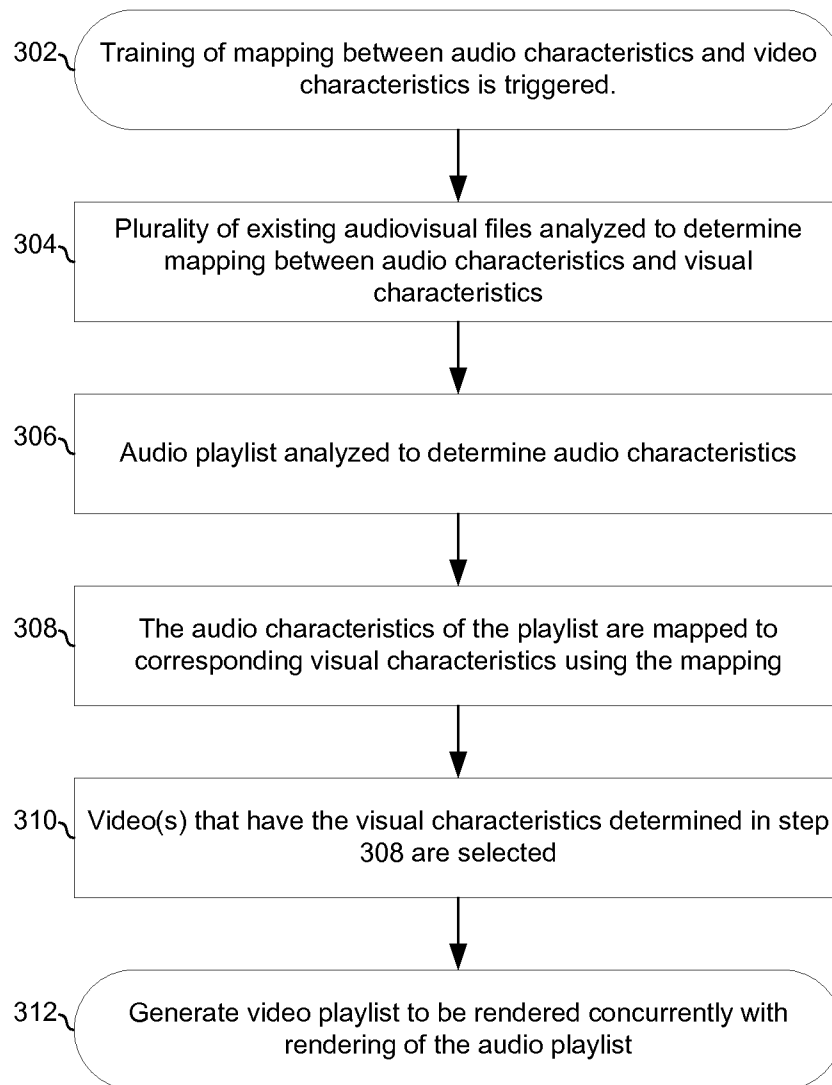 302
Training of mapping between audio characteristics and video
characteristics is triggered.
304
Plurality of existing audiovisual files analyzed to determine
mapping between audio characteristics and visual
characteristics
306
Audio playlist analyzed to determine audio characteristics
308
The audio characteristics of the playlist are mapped to
corresponding visual characteristics using the mapping
310
Video(s) that have the visual characteristics determined in step
308 are selected
312
Generate video playlist to be rendered concurrently with
rendering of the audio playlist